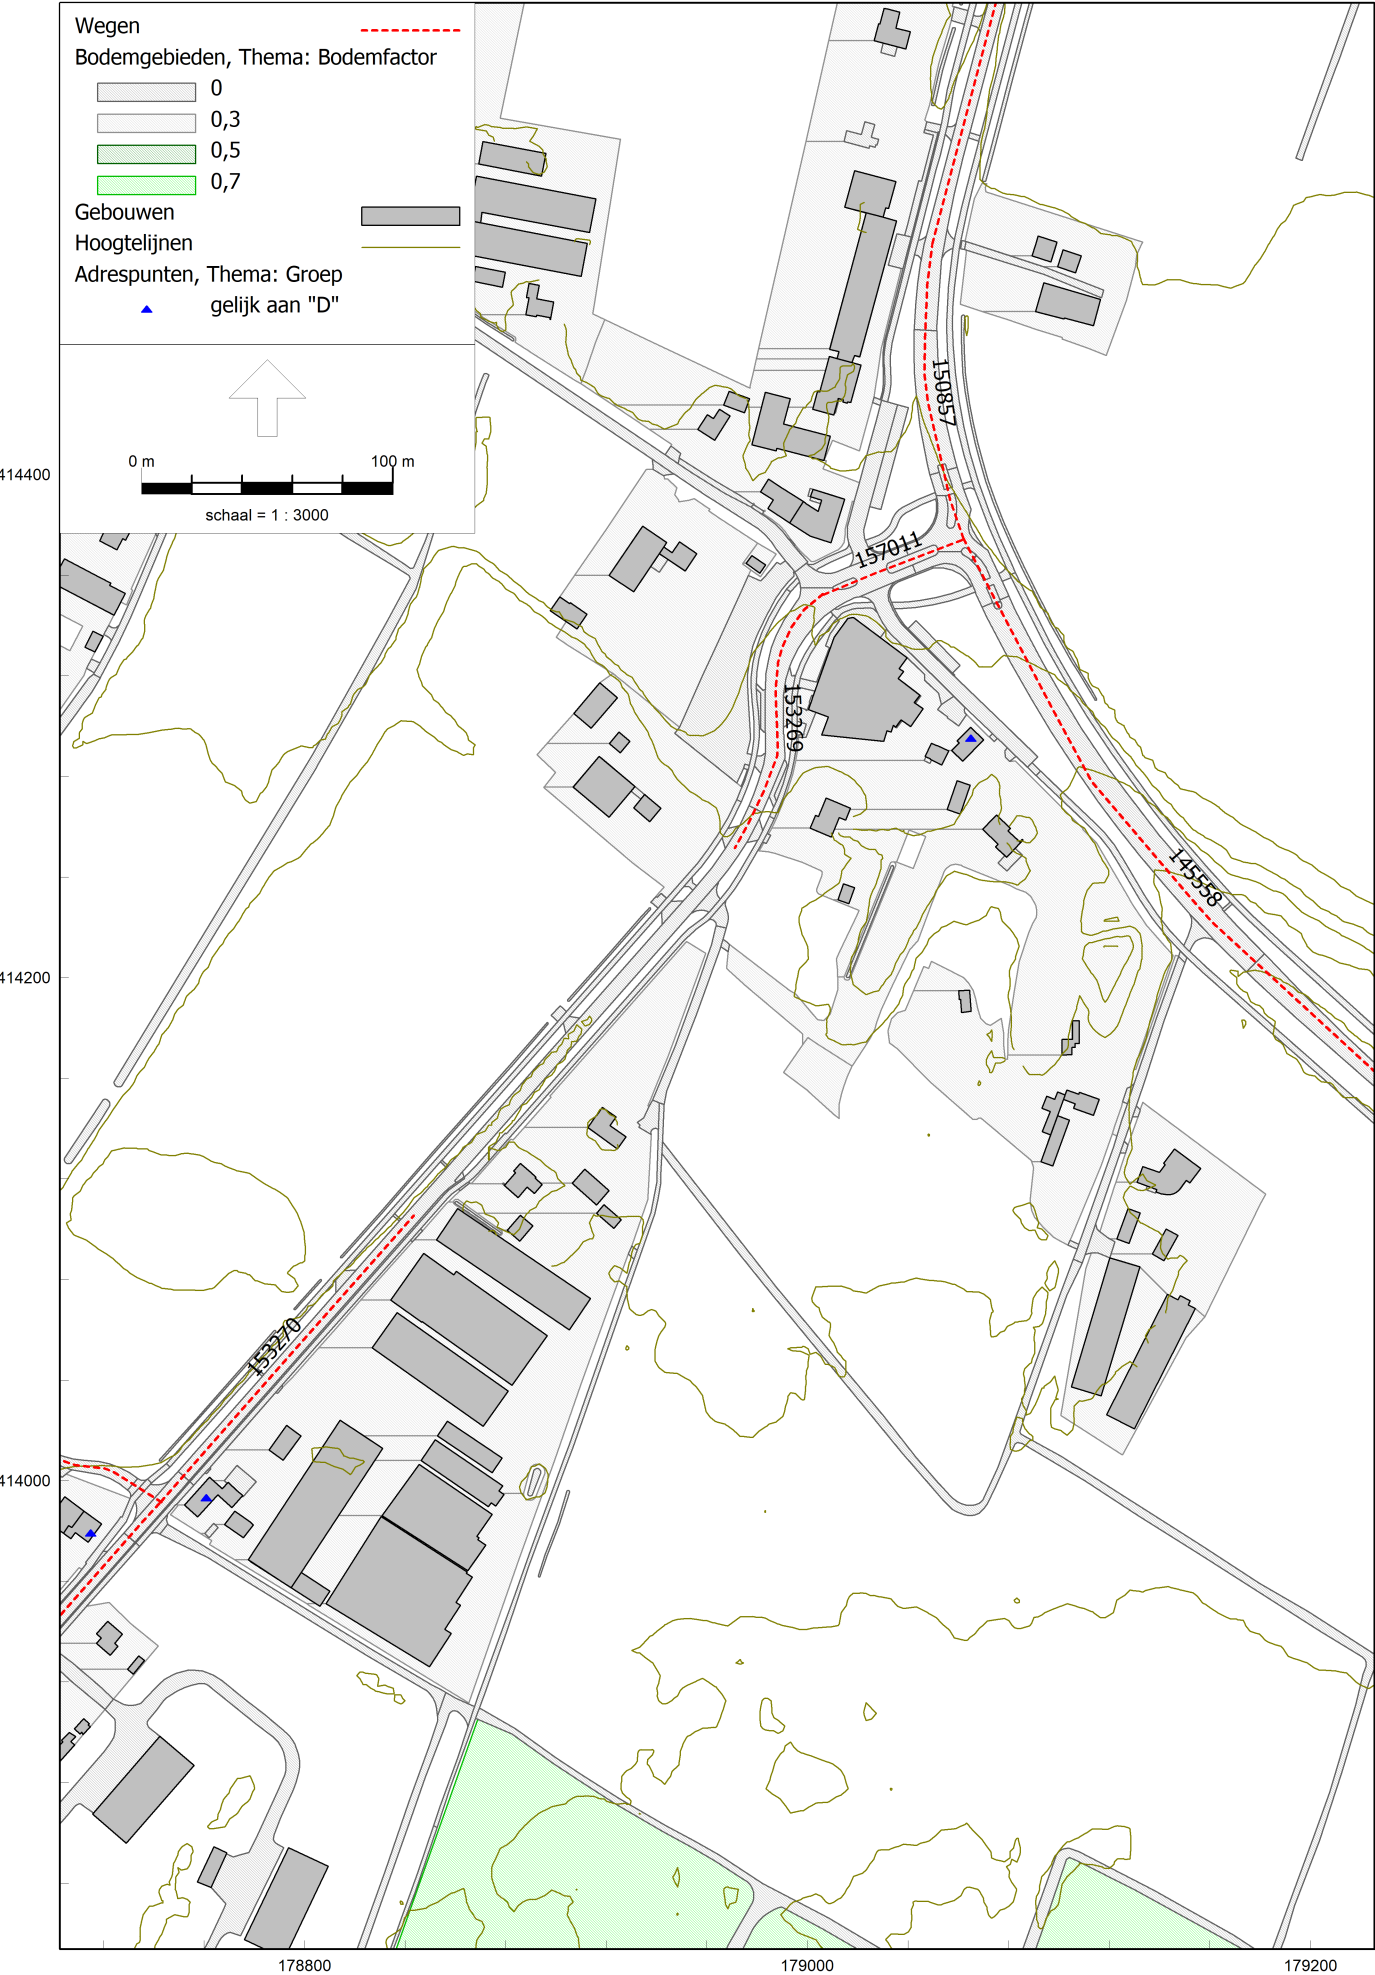 Wegen
Bodemgebieden, Thema: Bodemfactor
0
0,3
0,5
0,7
Gebouwen
Hoogtelijnen
Adrespunten, Thema: Groep
gelijk aan "D"
0 m 100 m
schaal = 1 : 3000
150857
414400
157011
153269
145558
414200
153270
414000
178800 179000 179200